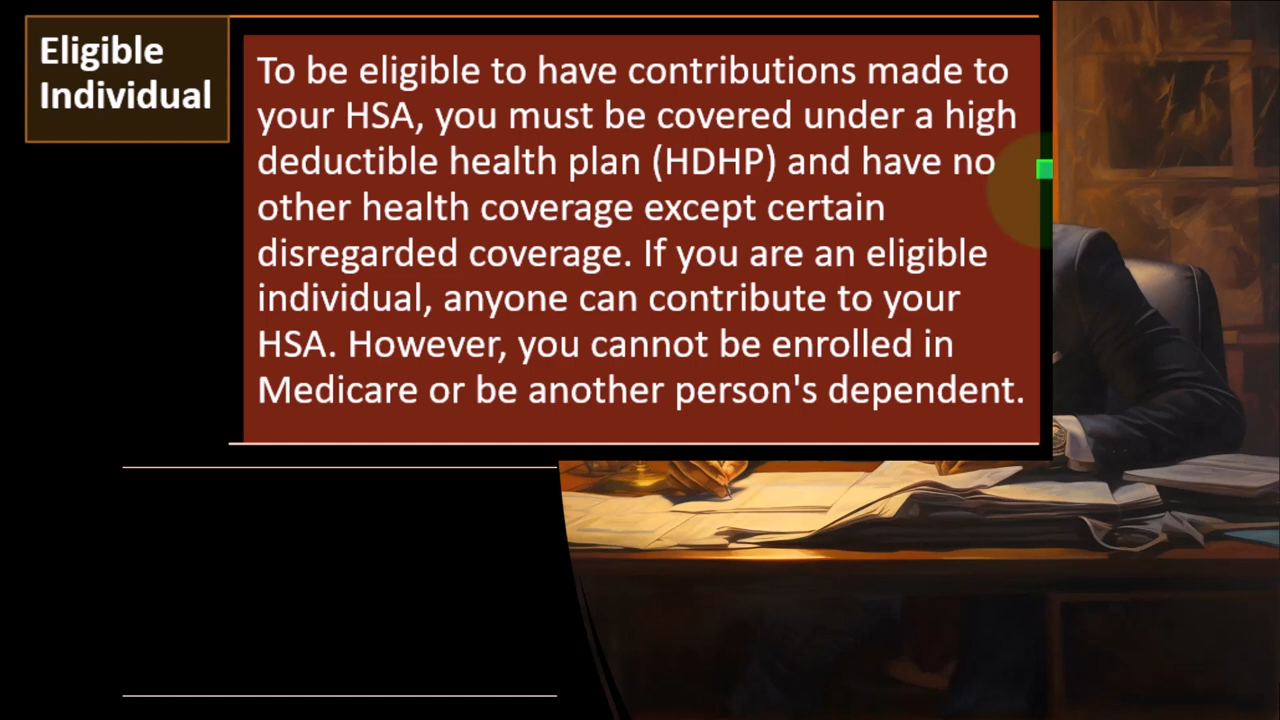 Eligible
Individual
To be eligible to have contributions made to
your HSA, you must be covered under a high
deductible health plan (HDHP) and have no
other health coverage except certain
disregarded coverage. If you are an eligible
individual, anyone can contribute to your
HSA. However, you cannot be enrolled in
Medicare or be another person's dependent.